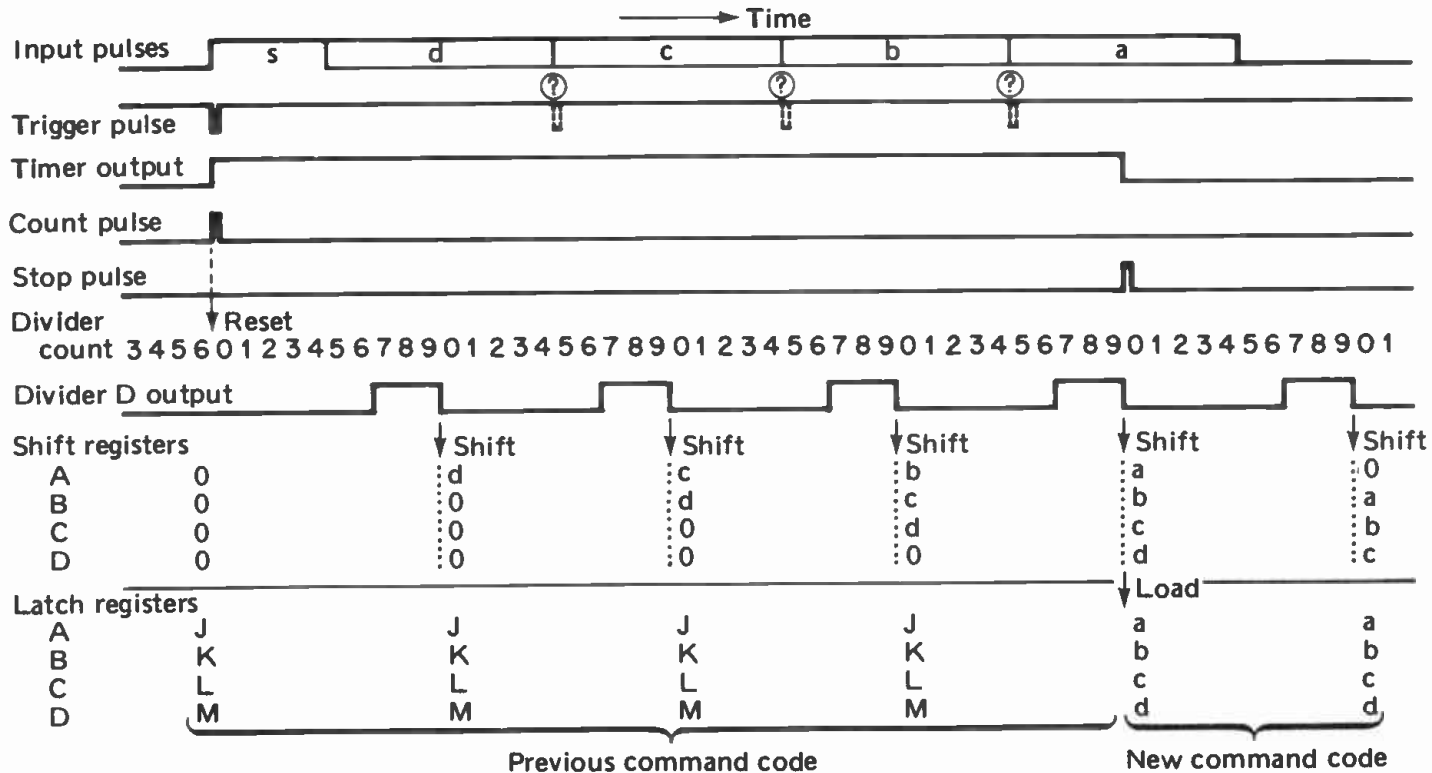 Time
Input pulses s d c b a
? ? ?
Trigger pulse
Timer output
Count pulse
Stop pulse
Divider Reset
count 3 4 5 6 0 1 2 3 4 5 6 7 8 9 0 1 2 3 4 5 6 7 8 9 0 1 2 3 4 5 6 7 8 9 0 1 2 3 4 5 6 7 8 9 0 1 2 3 4 5 6 7 8 9 0 1
Divider D output
Shift registers Shift Shift Shift Shift Shift
A 0 d c b a 0
B 0 0 d c b a
C 0 0 0 d c b
D 0 0 0 0 d c
Load
Latch registers
A J J J J a a
B K K K K b b
C L L L L c c
D M M M M d d
Previous command code New command code